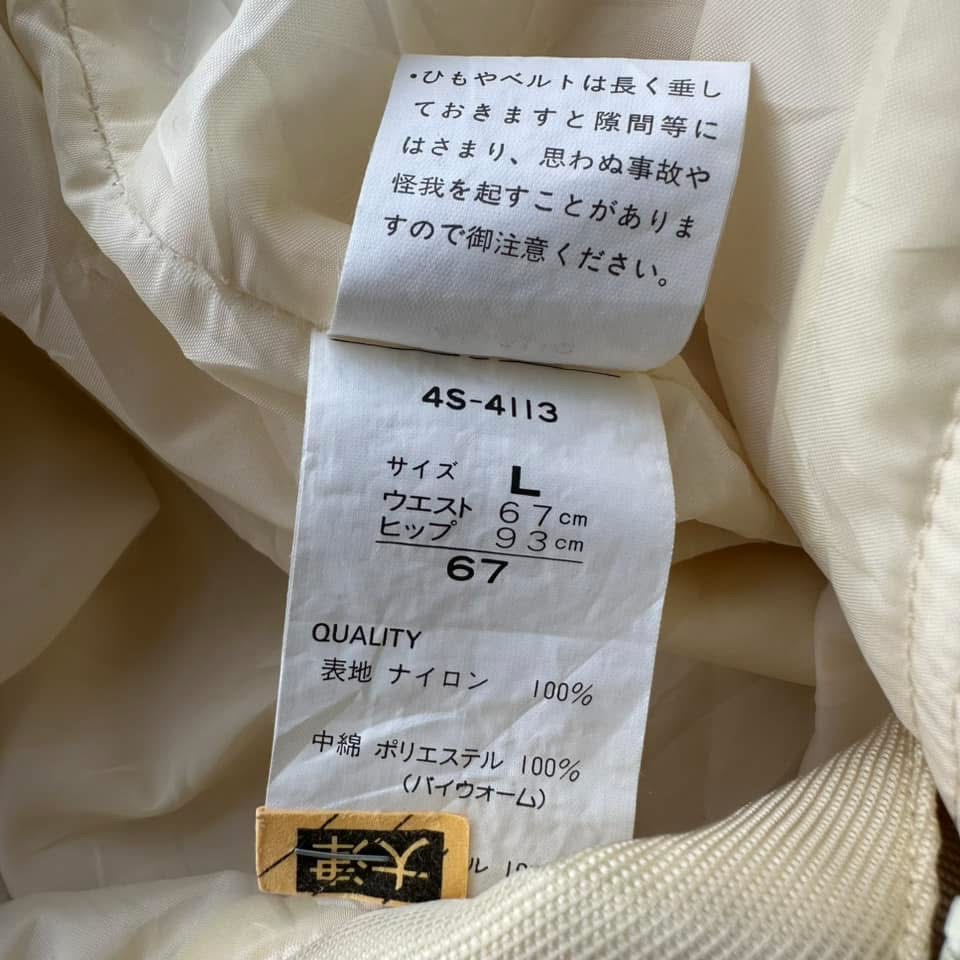 ・ひもやベルトは長く垂し
ておきますと隙間等に
はさまり、思わぬ事故や
怪我を起すことがありま
すので御注意ください。
4S-4113
サイズ L
ウエスト 67cm
ヒップ 93cm
67
QUALITY
表地 ナイロン 100%
中綿 ポリエステル 100%
(バイウオーム)
大津
ル